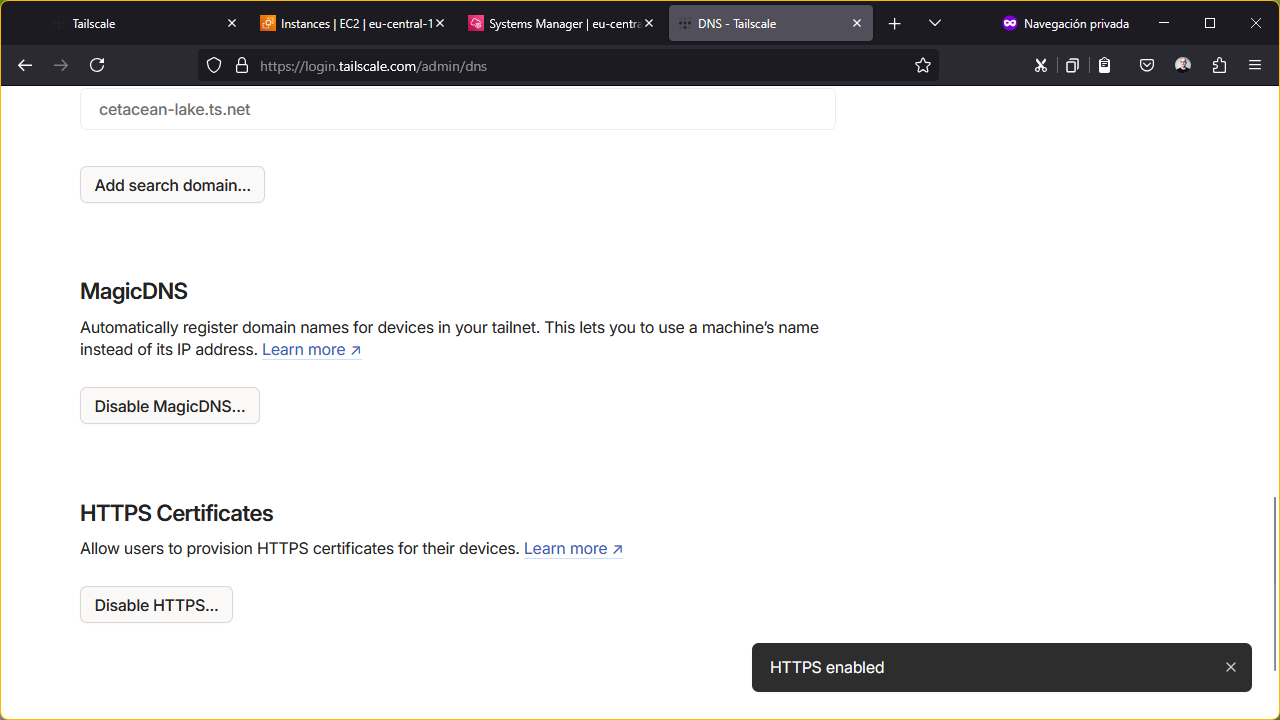 Tailscale
Instances | EC2 | eu-central-1
Systems Manager | eu-centra
DNS - Tailscale
Navegación privada
https://login.tailscale.com/admin/dns
cetacean-lake.ts.net
Add search domain...
MagicDNS
Automatically register domain names for devices in your tailnet. This lets you to use a machine’s name
instead of its IP address. Learn more ↗
Disable MagicDNS...
HTTPS Certificates
Allow users to provision HTTPS certificates for their devices. Learn more ↗
Disable HTTPS...
HTTPS enabled